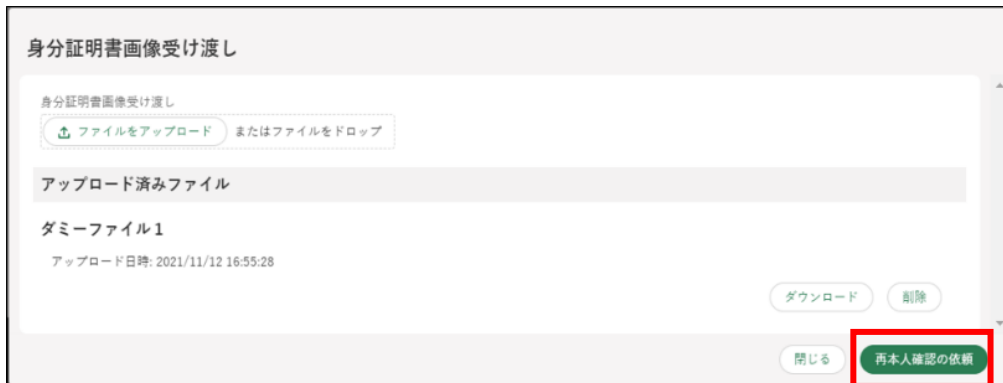 身分証明書画像受け渡し
身分証明書画像受け渡し
ファイルをアップロード またはファイルをドロップ
アップロード済みファイル
ダミーファイル1
アップロード日時: 2021/11/12 16:55:28
ダウンロード 削除
閉じる 再本人確認の依頼